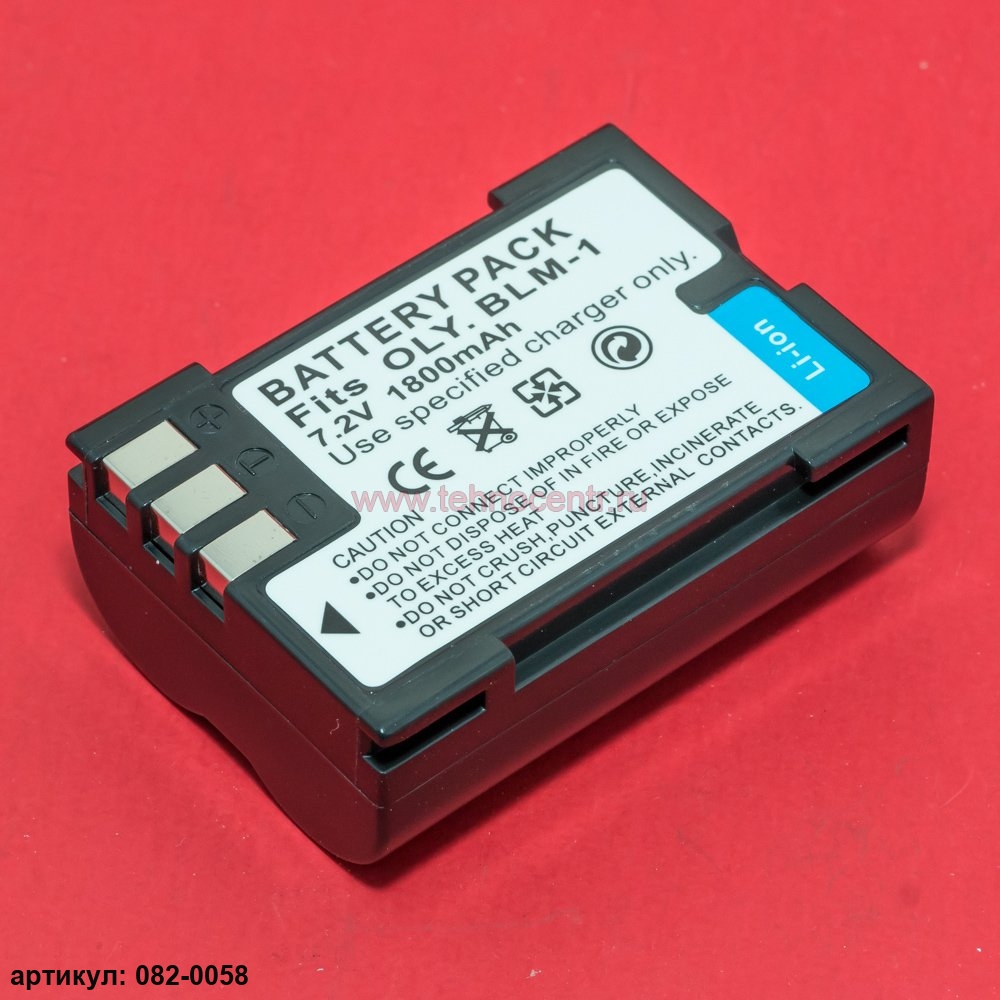 BATTERY PACK
Fits OLY. BLM-1
7.2V 1800mAh
Use specified charger only.
Li-ion
CE
CAUTION
•DO NOT CONNECT IMPROPERLY
•DO NOT DISPOSE OF IN FIRE OR EXPOSE
TO EXCESS HEAT
•DO NOT CRUSH,PUNCTURE,INCINERATE
OR SHORT CIRCUIT EXTERNAL CONTACTS.
www.tehnocentr.ru
артикул: 082-0058